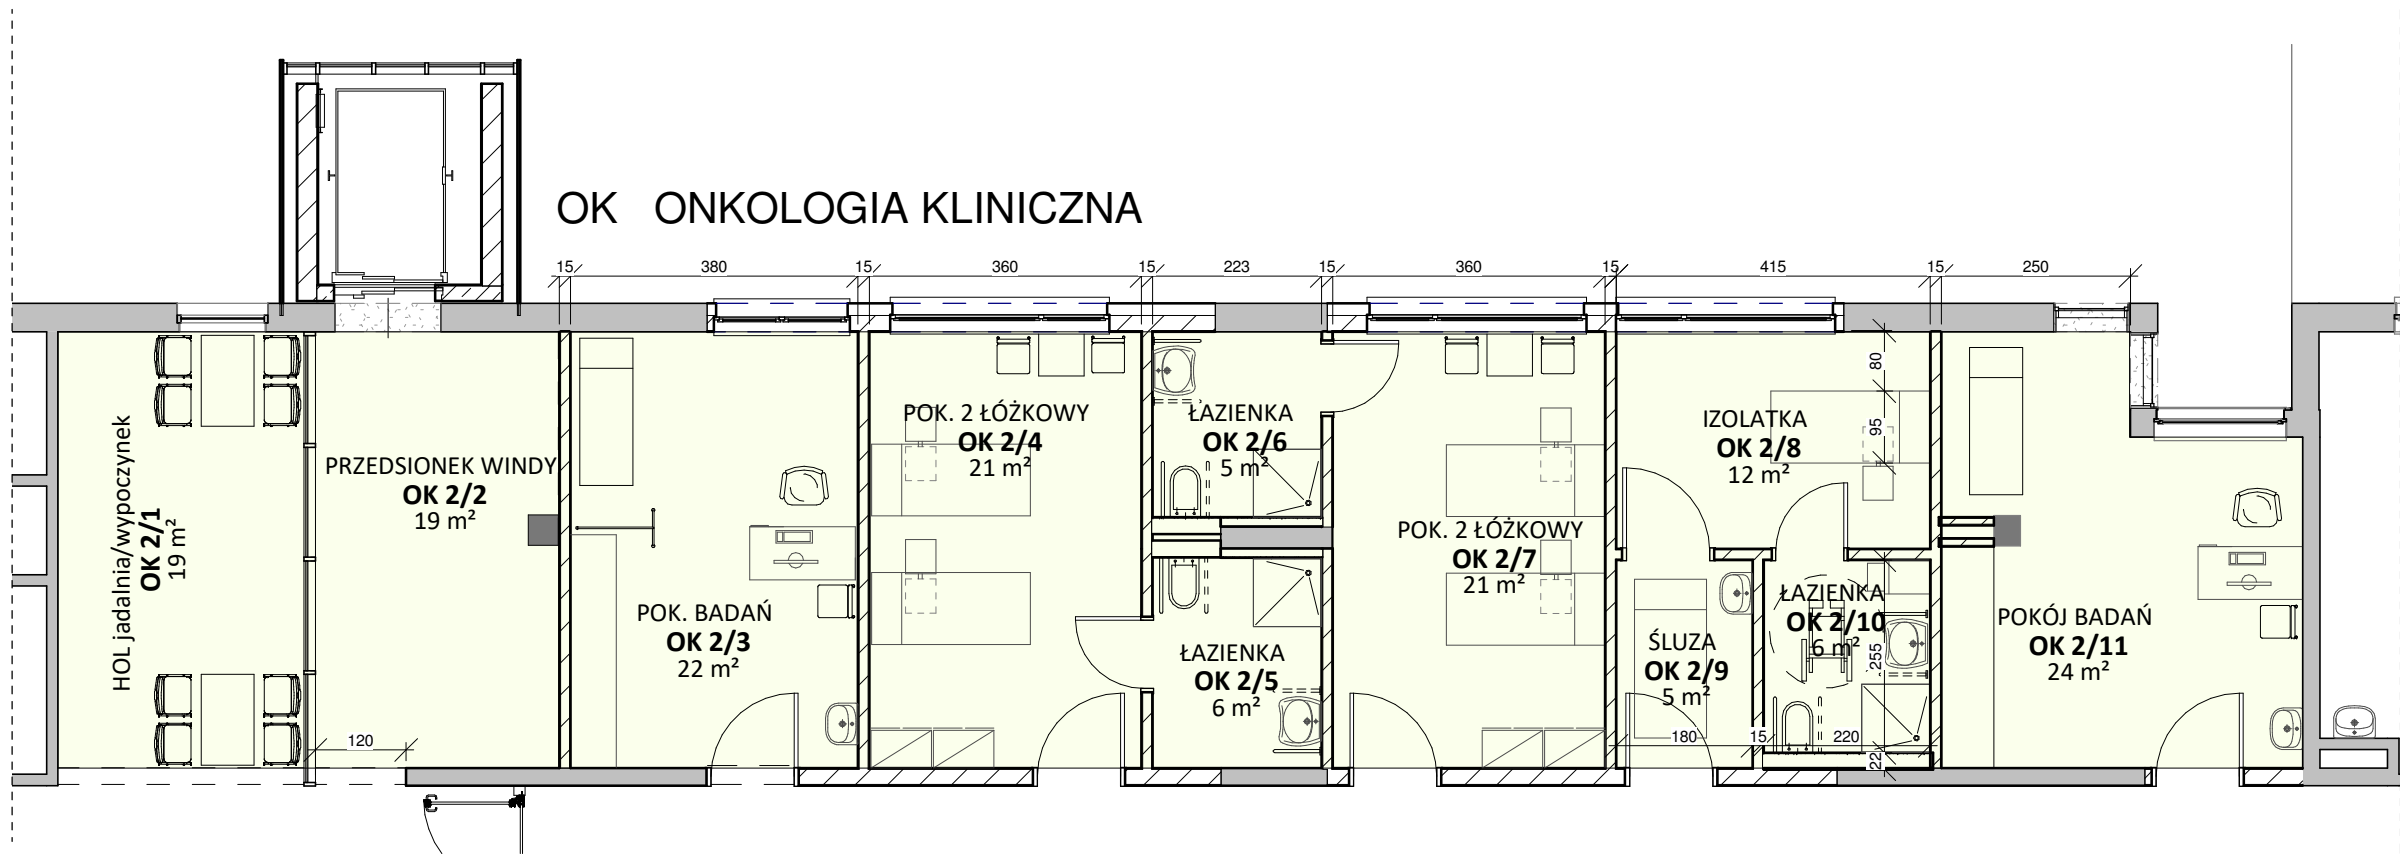 OK ONKOLOGIA KLINICZNA
15 380 15 360 15 223 15 360 15 415 15 250
HOL jadalnia/wypoczynek
OK 2/1
19 m²
PRZEDSIONEK WINDY
OK 2/2
19 m²
120
POK. BADAŃ
OK 2/3
22 m²
POK. 2 ŁÓŻKOWY
OK 2/4
21 m²
ŁAZIENKA
OK 2/6
5 m²
ŁAZIENKA
OK 2/5
6 m²
POK. 2 ŁÓŻKOWY
OK 2/7
21 m²
IZOLATKA
OK 2/8
12 m²
80
95
ŚLUZA
OK 2/9
5 m²
ŁAZIENKA
OK 2/10
6 m²
255
180 15 220
22
POKÓJ BADAŃ
OK 2/11
24 m²